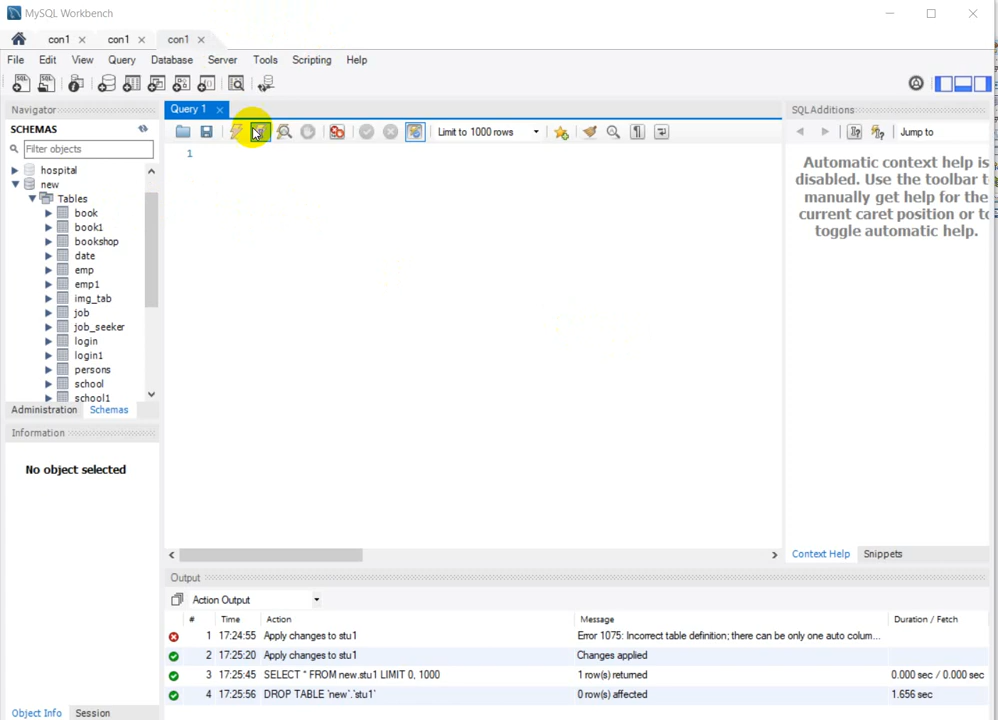 MySQL Workbench
con1 con1 con1
File Edit View Query Database Server Tools Scripting Help
Navigator
SCHEMAS
Filter objects
hospital
new
Tables
book
book1
bookshop
date
emp
emp1
img_tab
job
job_seeker
login
login1
persons
school
school1
Administration Schemas
Information
No object selected
Object Info Session
Query 1
Limit to 1000 rows
1
SQLAdditions
Jump to
Automatic context help is
disabled. Use the toolbar t
manually get help for the
current caret position or to
toggle automatic help.
Context Help Snippets
Output
Action Output
# Time Action Message Duration / Fetch
1 17:24:55 Apply changes to stu1 Error 1075: Incorrect table definition; there can be only one auto colum...
2 17:25:20 Apply changes to stu1 Changes applied
3 17:25:45 SELECT * FROM new.stu1 LIMIT 0, 1000 1 row(s) returned 0.000 sec / 0.000 sec
4 17:25:56 DROP TABLE `new`.`stu1` 0 row(s) affected 1.656 sec